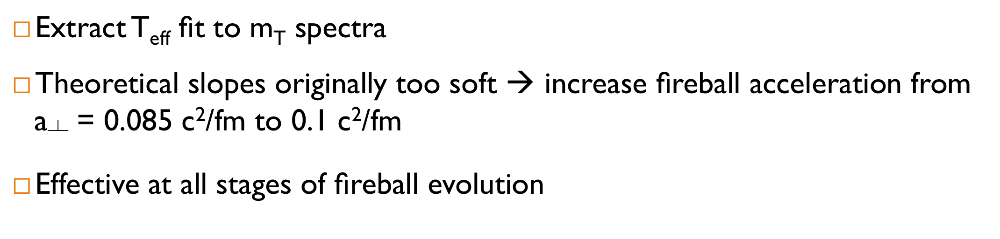 □ Extract T_eff fit to m_T spectra
□ Theoretical slopes originally too soft → increase fireball acceleration from
a_⊥ = 0.085 c²/fm to 0.1 c²/fm
□ Effective at all stages of fireball evolution